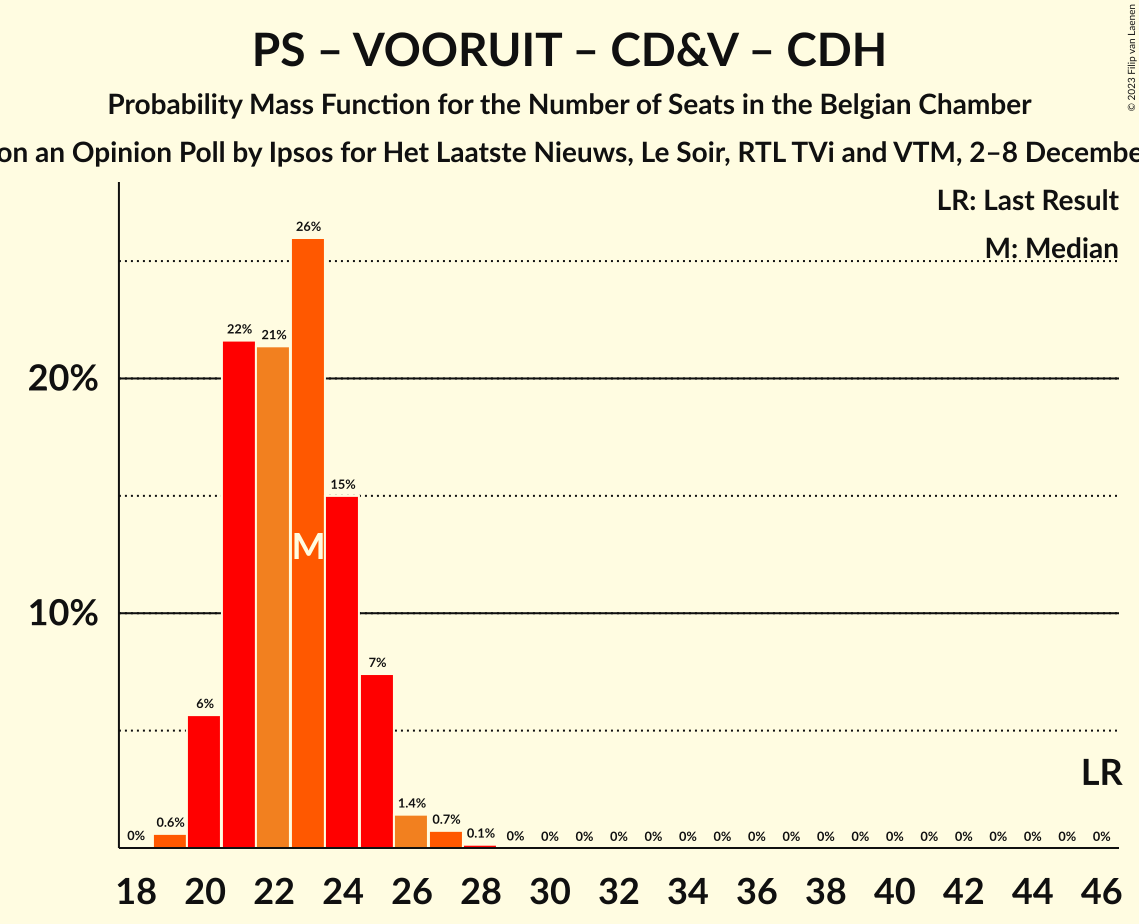 PS – VOORUIT – CD&V – CDH
Probability Mass Function for the Number of Seats in the Belgian Chamber
on an Opinion Poll by Ipsos for Het Laatste Nieuws, Le Soir, RTL TVi and VTM, 2–8 Decembe
© 2023 Filip van Laenen
LR: Last Result
M: Median
26%
22%
21%
20%
15%
M
10%
7%
6%
LR
1.4%
0.7%
0.6%
0% 0.1% 0% 0% 0% 0% 0% 0% 0% 0% 0% 0% 0% 0% 0% 0% 0% 0% 0% 0%
18 20 22 24 26 28 30 32 34 36 38 40 42 44 46